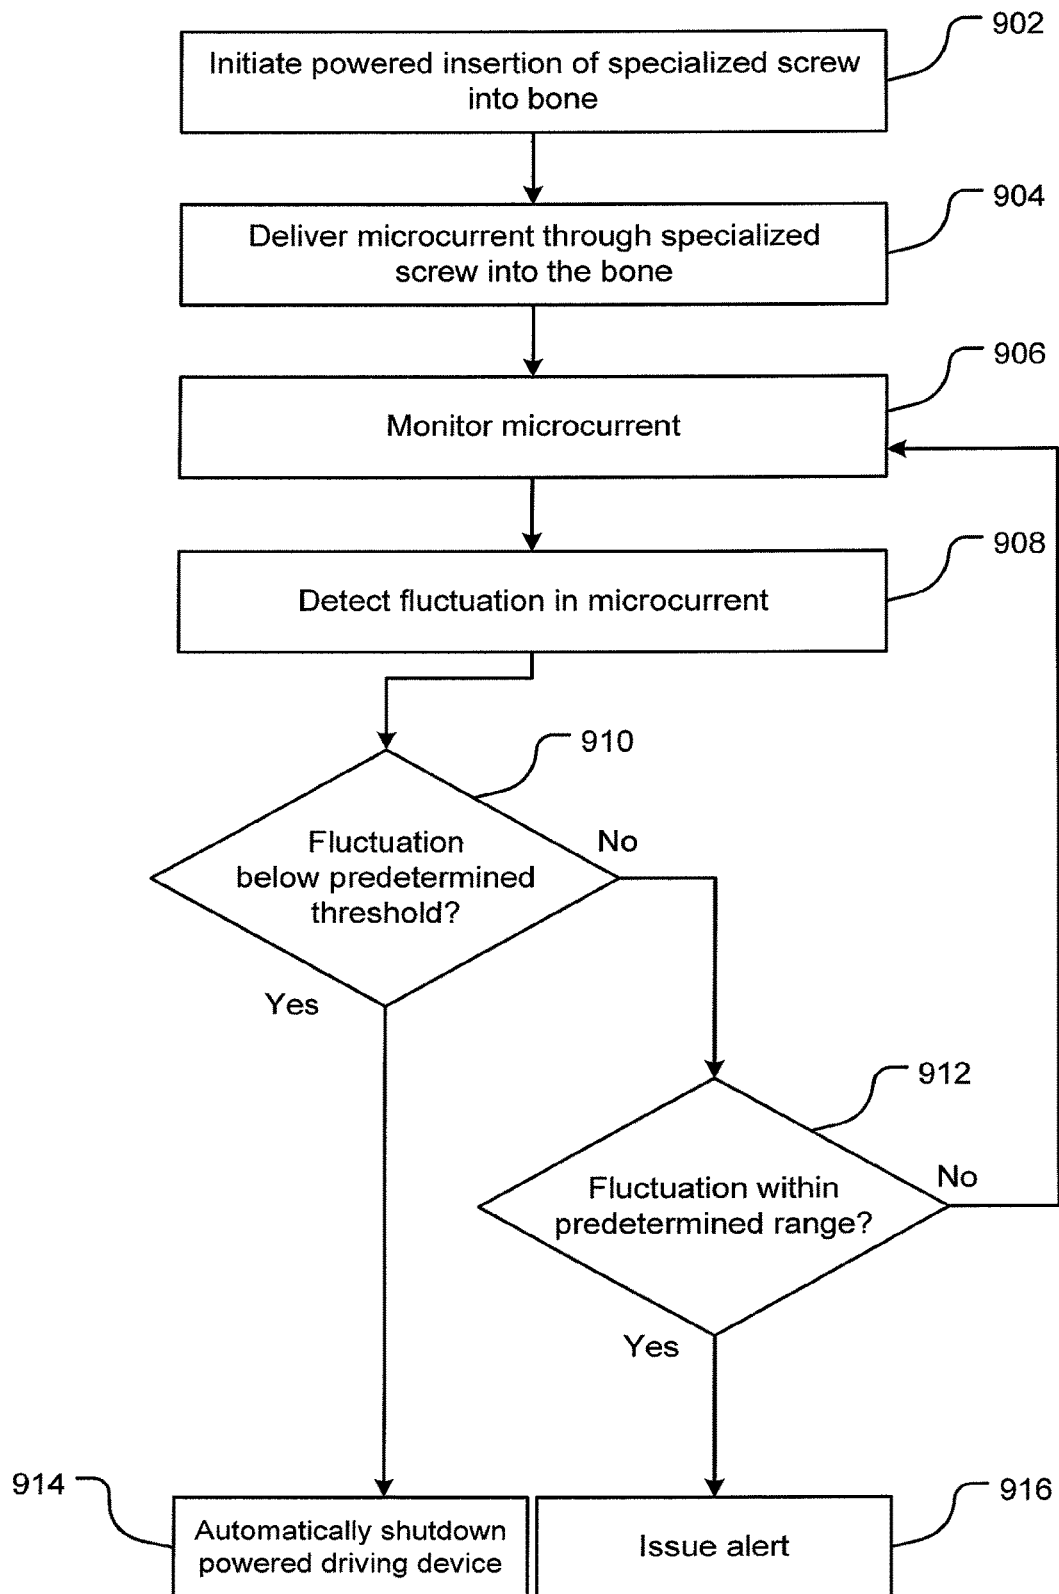 902
Initiate powered insertion of specialized screw
into bone
904
Deliver microcurrent through specialized
screw into the bone
906
Monitor microcurrent
908
Detect fluctuation in microcurrent
910
Fluctuation
below predetermined
threshold?
No
Yes
912
Fluctuation within
predetermined range?
No
Yes
914
Automatically shutdown
powered driving device
916
Issue alert